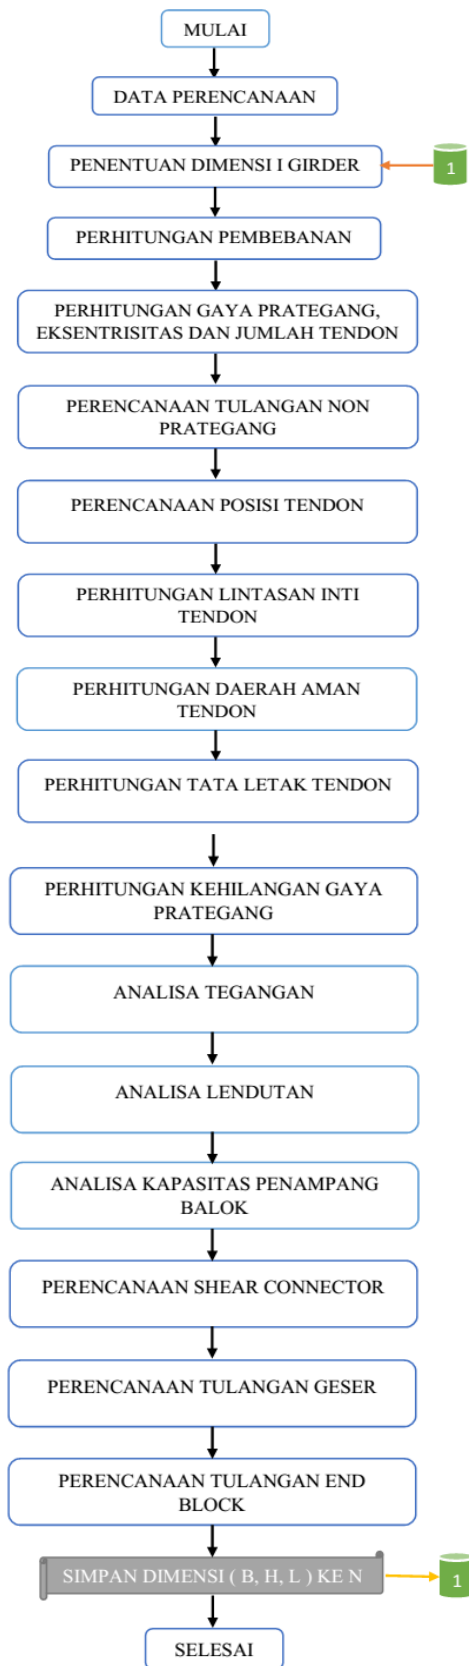 MULAI
DATA PERENCANAAN
PENENTUAN DIMENSI I GIRDER
1
PERHITUNGAN PEMBEBANAN
PERHITUNGAN GAYA PRATEGANG,
EKSENTRISITAS DAN JUMLAH TENDON
PERENCANAAN TULANGAN NON
PRATEGANG
PERENCANAAN POSISI TENDON
PERHITUNGAN LINTASAN INTI
TENDON
PERHITUNGAN DAERAH AMAN
TENDON
PERHITUNGAN TATA LETAK TENDON
PERHITUNGAN KEHILANGAN GAYA
PRATEGANG
ANALISA TEGANGAN
ANALISA LENDUTAN
ANALISA KAPASITAS PENAMPANG
BALOK
PERENCANAAN SHEAR CONNECTOR
PERENCANAAN TULANGAN GESER
PERENCANAAN TULANGAN END
BLOCK
SIMPAN DIMENSI ( B, H, L ) KE N
1
SELESAI